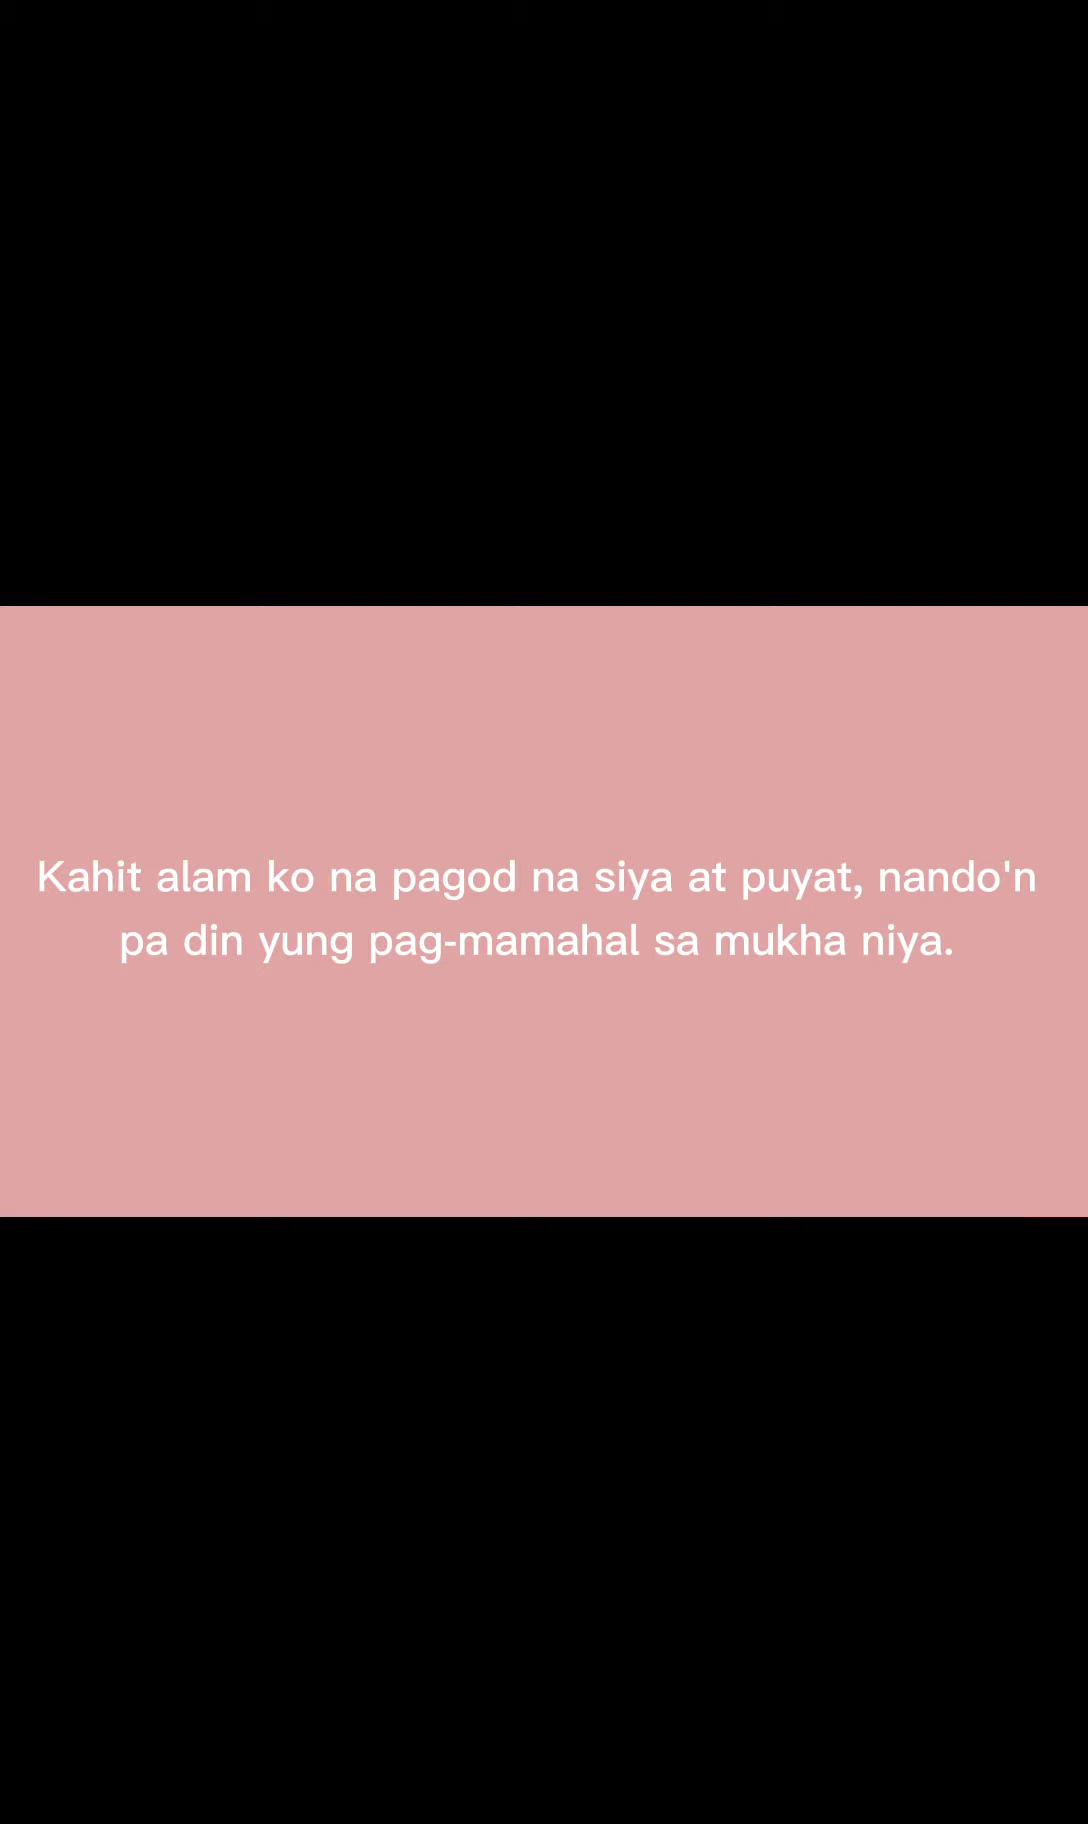 Kahit alam ko na pagod na siya at puyat, nando'n
pa din yung pag-mamahal sa mukha niya.